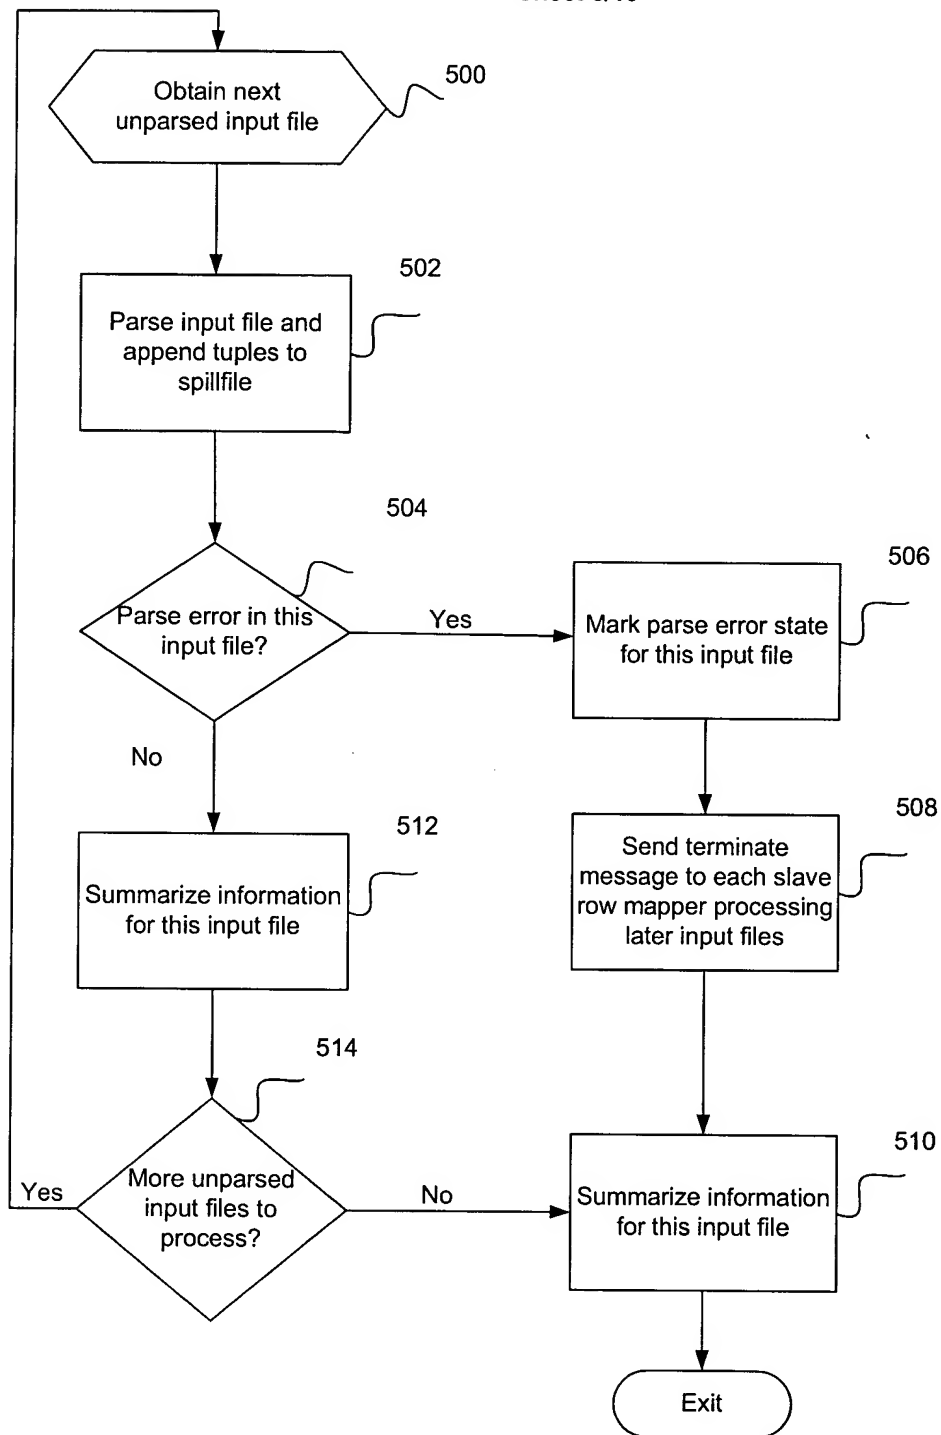 500
Obtain next
unparsed input file
502
Parse input file and
append tuples to
spillfile
504
Parse error in this
input file?
Yes
506
Mark parse error state
for this input file
No
508
Send terminate
message to each slave
row mapper processing
later input files
512
Summarize information
for this input file
514
More unparsed
input files to
process?
Yes
No
510
Summarize information
for this input file
Exit